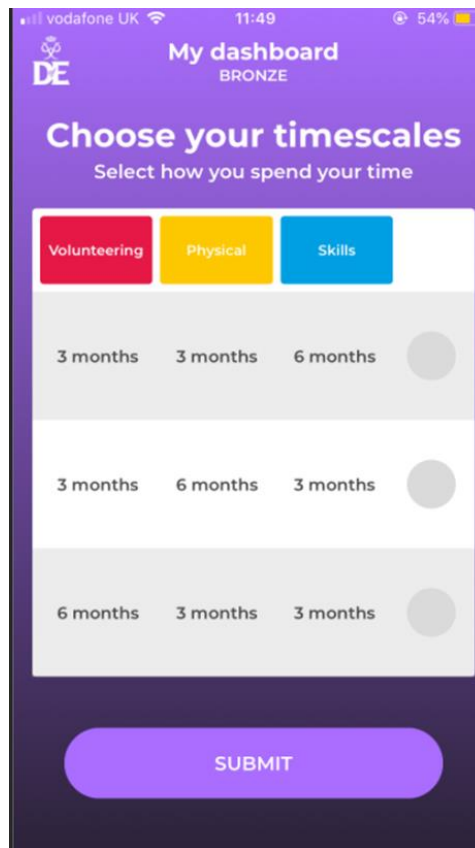 vodafone UK 11:49 54%
DE
My dashboard
BRONZE
Choose your timescales
Select how you spend your time
Volunteering Physical Skills
3 months 3 months 6 months
3 months 6 months 3 months
6 months 3 months 3 months
SUBMIT